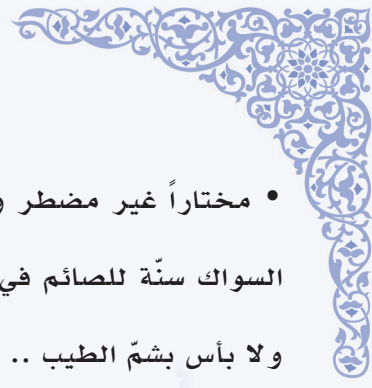 • مختاراً غير مضطر
السواك سنّة للصائم في
ولا بأس بشمّ الطيب ..